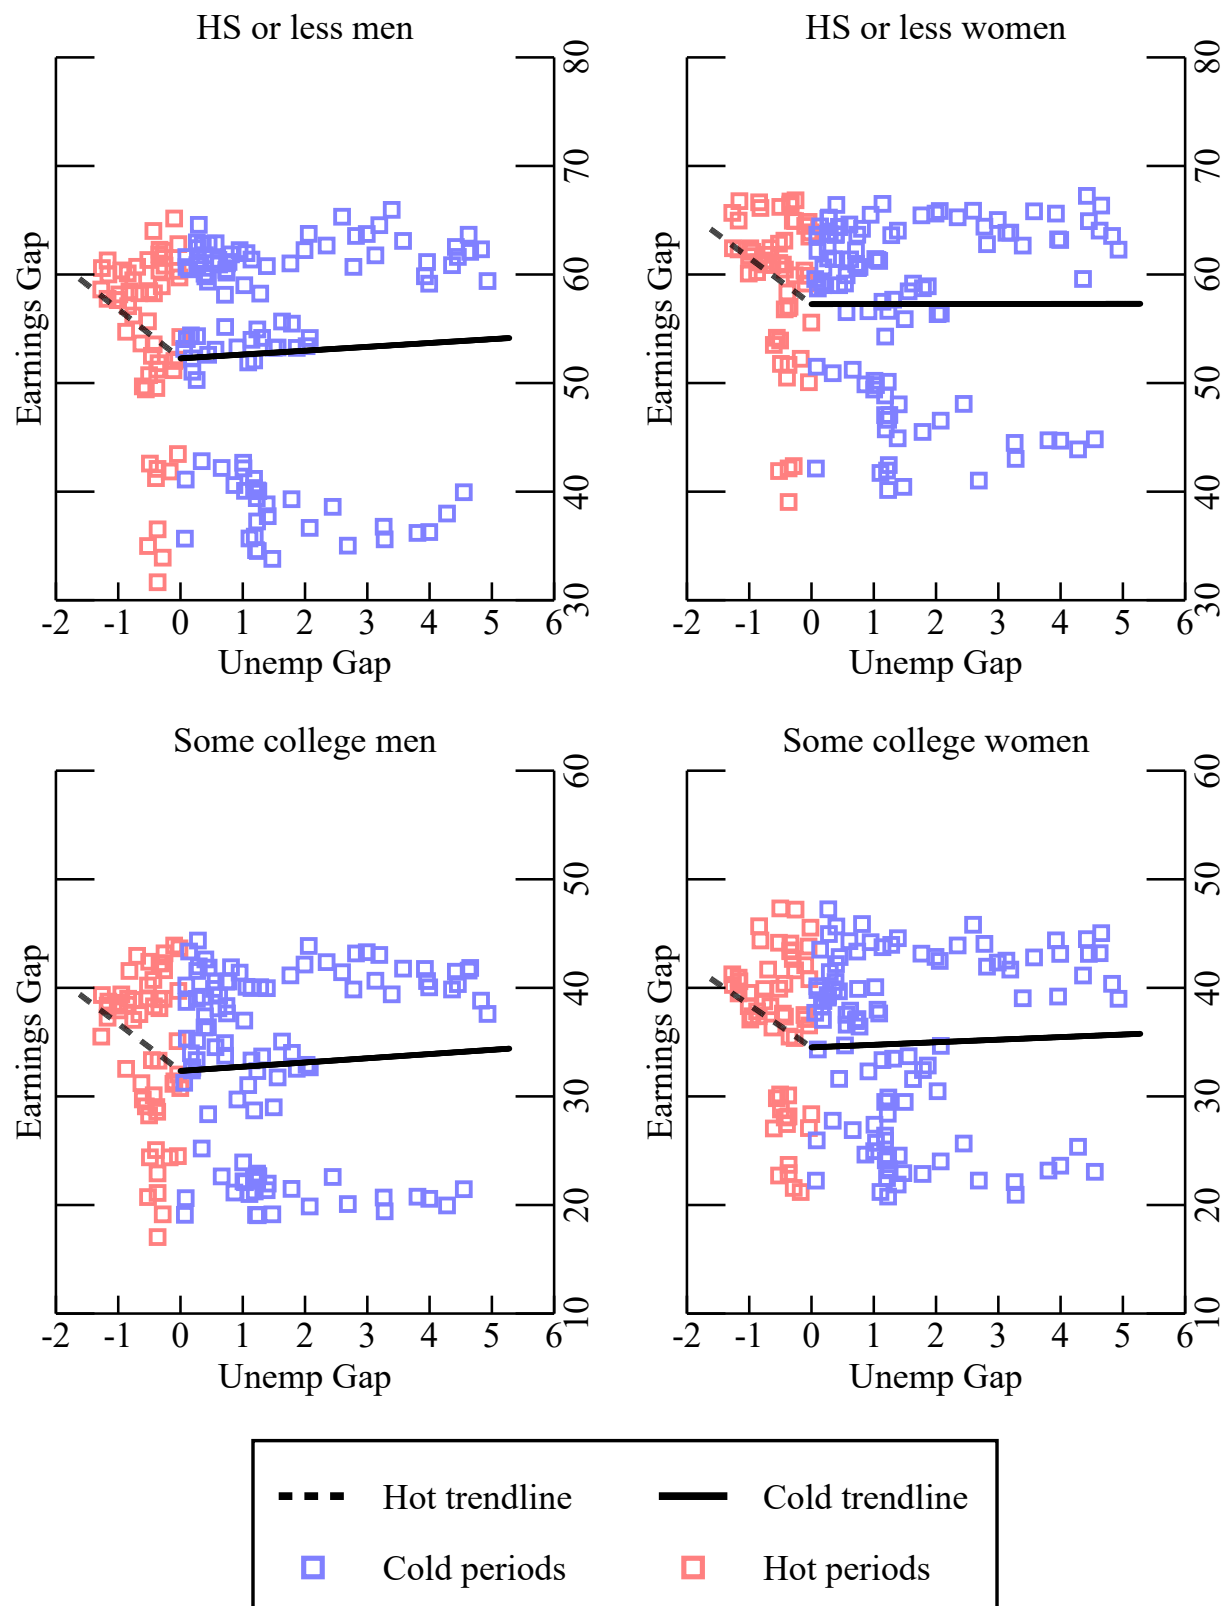 HS or less men
HS or less women
Earnings Gap
30 40 50 60 70 80
-2 -1 0 1 2 3 4 5 6
Unemp Gap
Earnings Gap
30 40 50 60 70 80
-2 -1 0 1 2 3 4 5 6
Unemp Gap
Some college men
Some college women
Earnings Gap
10 20 30 40 50 60
-2 -1 0 1 2 3 4 5 6
Unemp Gap
Earnings Gap
10 20 30 40 50 60
-2 -1 0 1 2 3 4 5 6
Unemp Gap
Hot trendline
Cold trendline
Cold periods
Hot periods